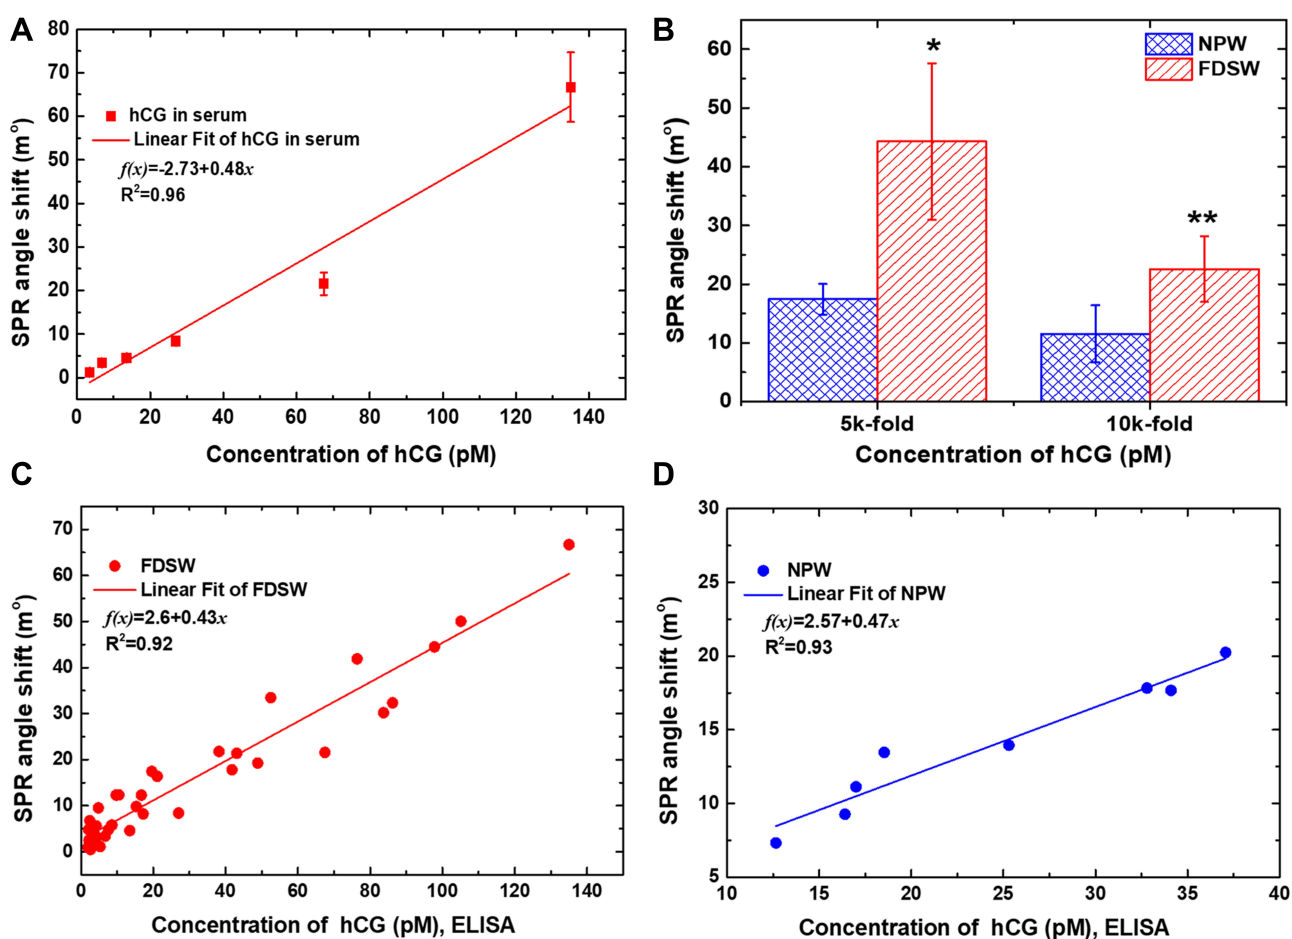 A
80
70
60
50
40
30
20
10
0
SPR angle shift (m°)
hCG in serum
Linear Fit of hCG in serum
f(x)=-2.73+0.48x
R²=0.96
0 20 40 60 80 100 120 140
Concentration of hCG (pM)
B
60
50
40
30
20
10
0
SPR angle shift (m°)
NPW
FDSW
*
**
5k-fold 10k-fold
Concentration of hCG (pM)
C
70
60
50
40
30
20
10
0
SPR angle shift (m°)
FDSW
Linear Fit of FDSW
f(x)=2.6+0.43x
R²=0.92
0 20 40 60 80 100 120 140
Concentration of hCG (pM), ELISA
D
30
25
20
15
10
5
SPR angle shift (m°)
NPW
Linear Fit of NPW
f(x)=2.57+0.47x
R²=0.93
10 15 20 25 30 35 40
Concentration of hCG (pM), ELISA